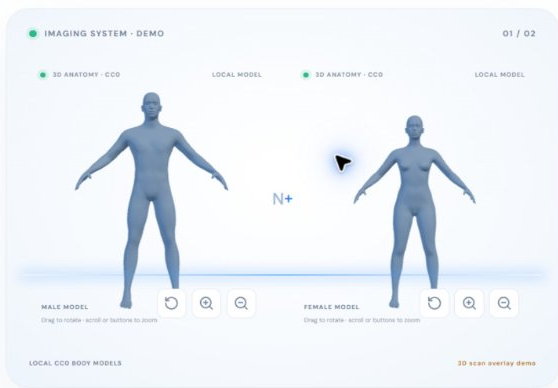 IMAGING SYSTEM · DEMO
01 / 02
3D ANATOMY · CC0
LOCAL MODEL
3D ANATOMY · CC0
LOCAL MODEL
N+
MALE MODEL
Drag to rotate · scroll or buttons to zoom
FEMALE MODEL
Drag to rotate · scroll or buttons to zoom
LOCAL CC0 BODY MODELS
3D scan overlay demo